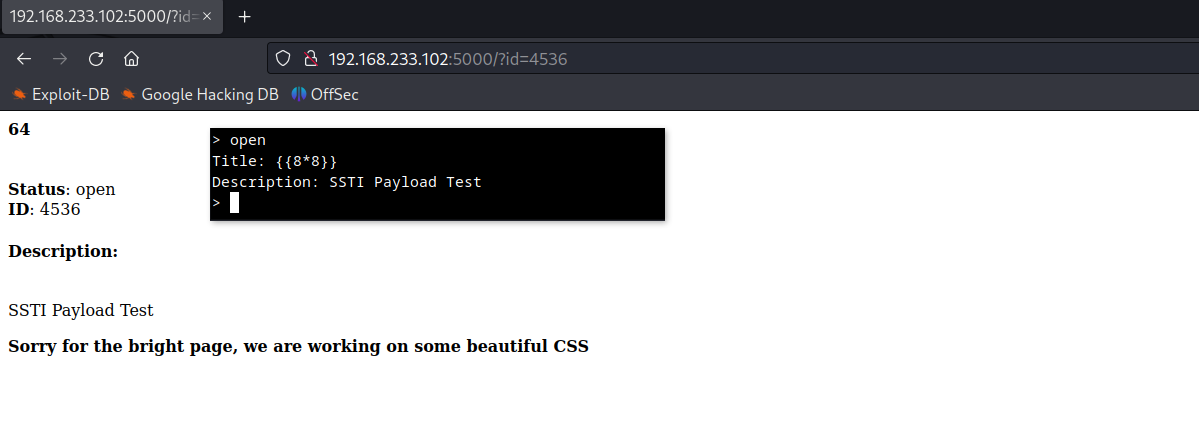 192.168.233.102:5000/?id=
192.168.233.102:5000/?id=4536
Exploit-DB Google Hacking DB OffSec
64
> open
Title: {{8*8}}
Description: SSTI Payload Test
>
Status: open
ID: 4536
Description:
SSTI Payload Test
Sorry for the bright page, we are working on some beautiful CSS